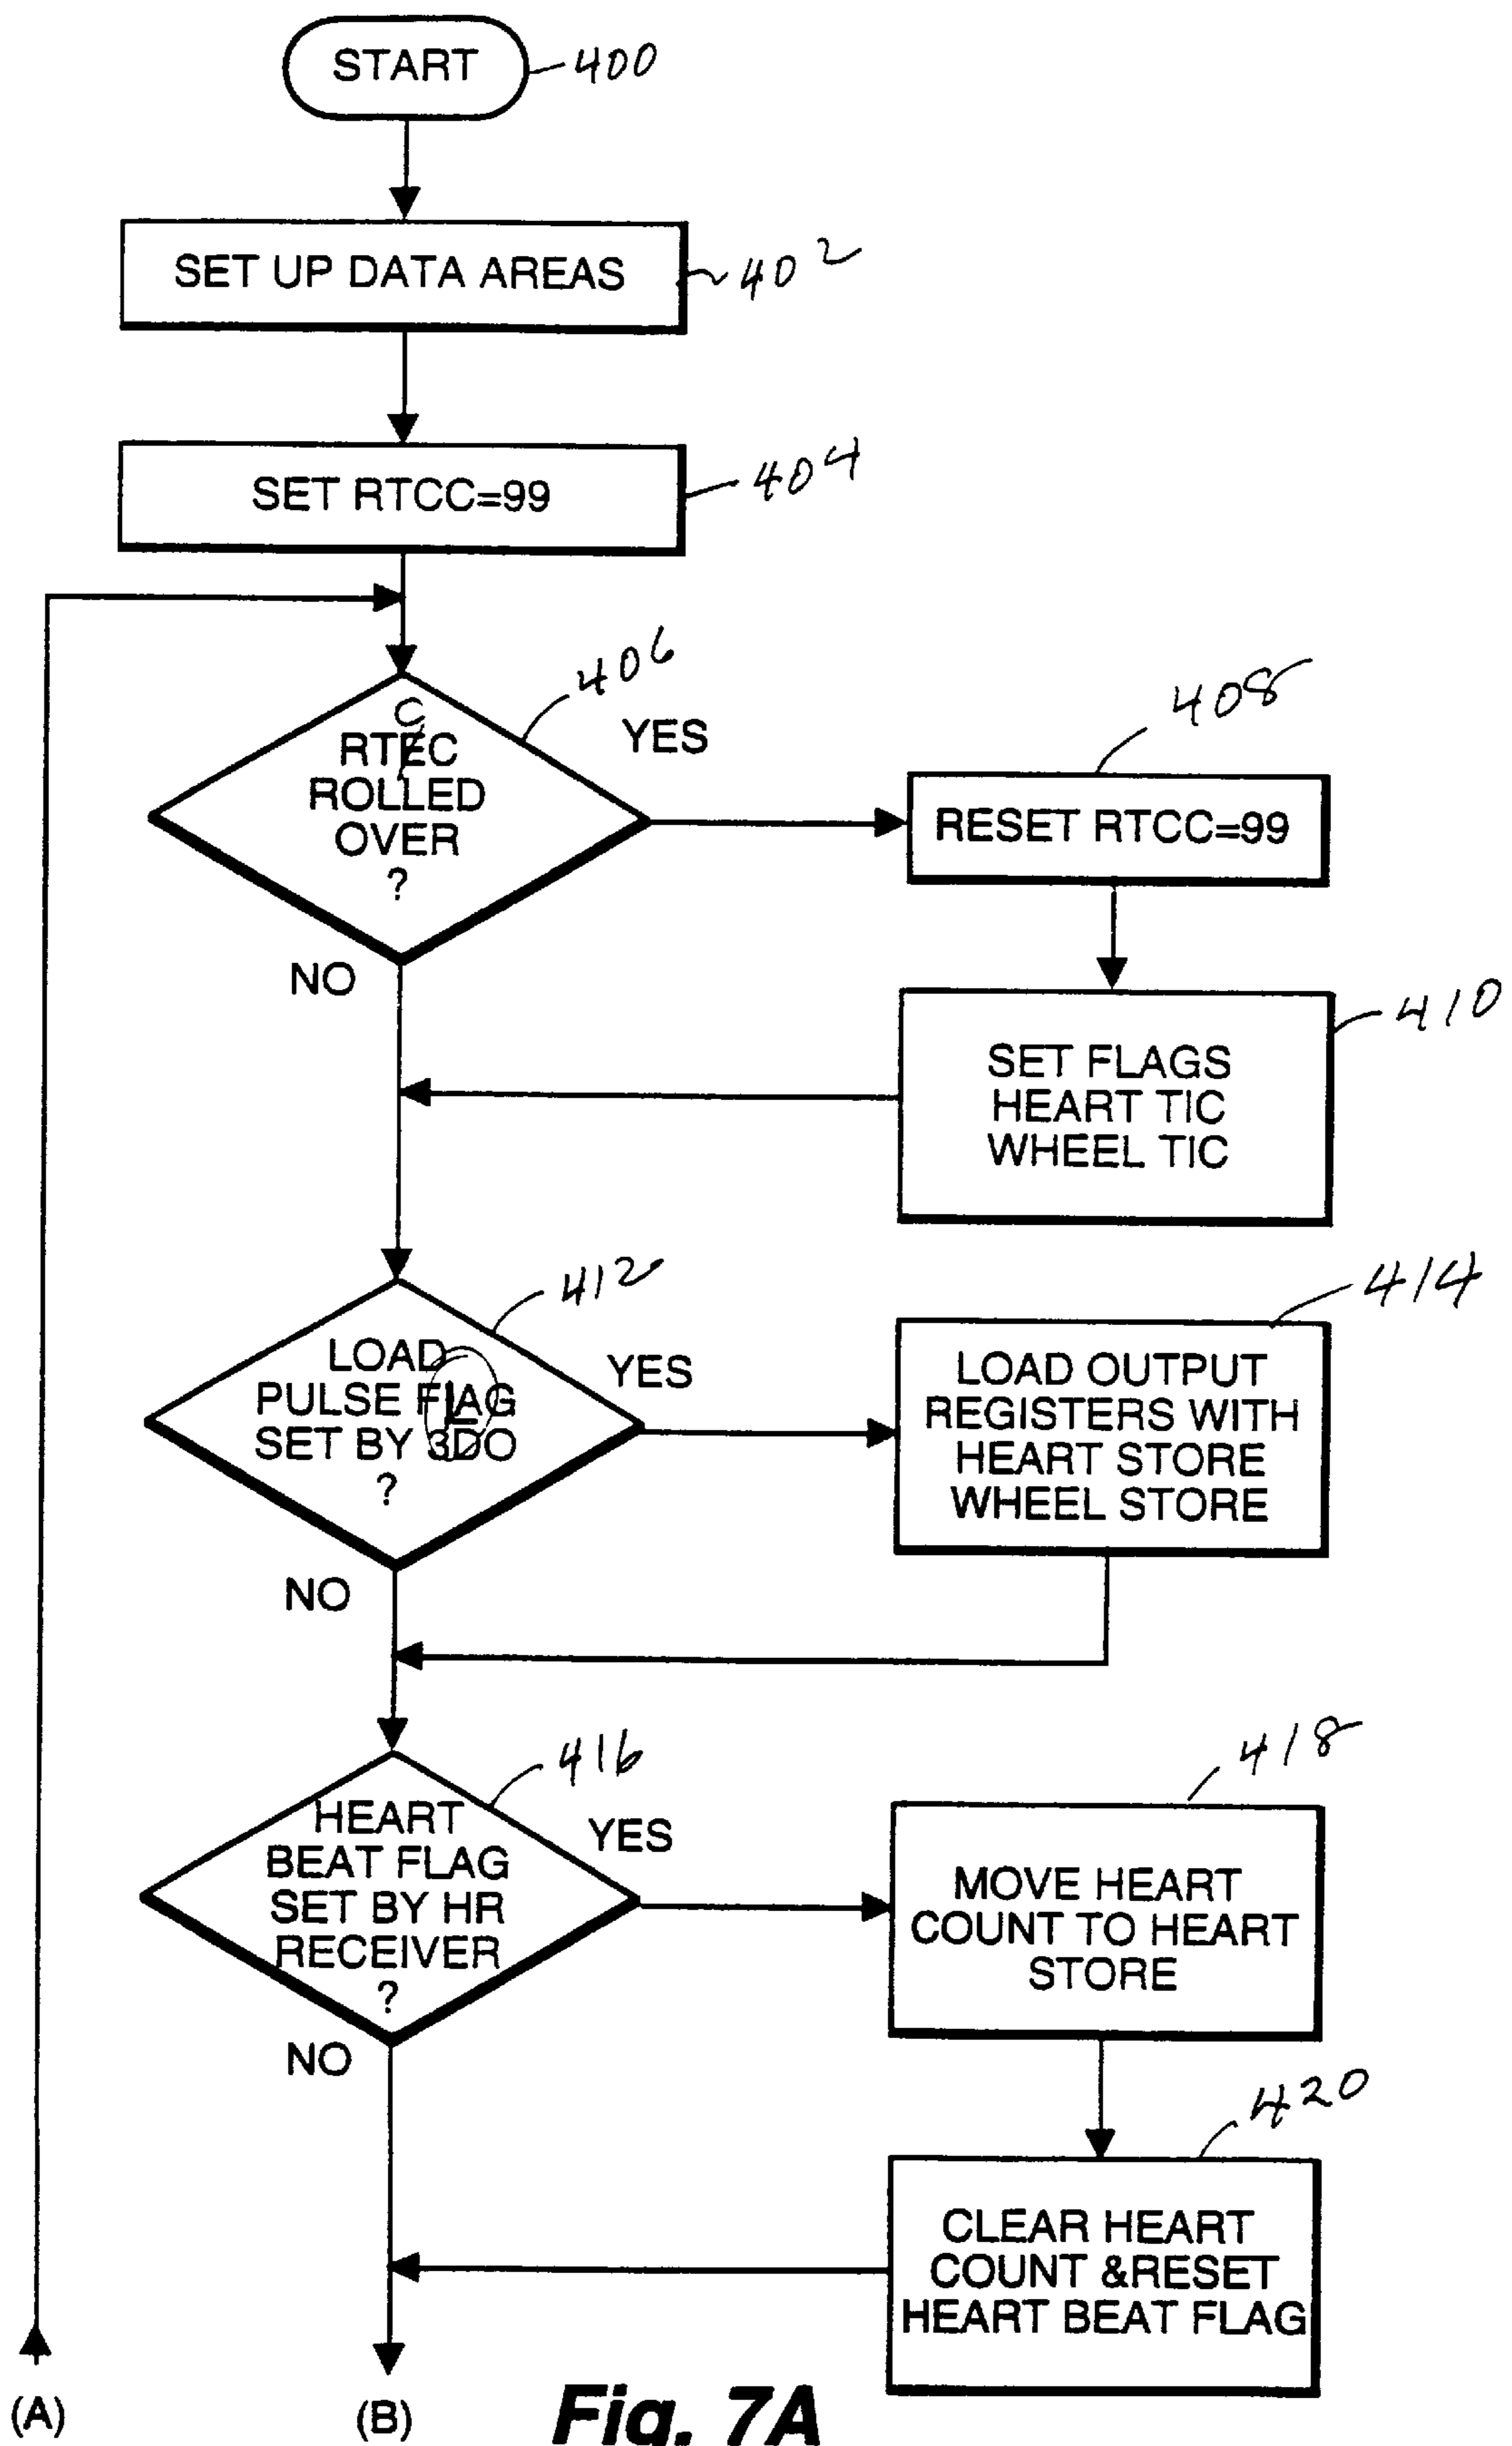 START
400
SET UP DATA AREAS
402
SET RTCC=99
404
406
C
RTEC
ROLLED
OVER
?
YES
NO
408
RESET RTCC=99
410
SET FLAGS
HEART TIC
WHEEL TIC
412
LOAD
PULSE FLAG
SET BY 3DO
?
YES
NO
414
LOAD OUTPUT
REGISTERS WITH
HEART STORE
WHEEL STORE
416
HEART
BEAT FLAG
SET BY HR
RECEIVER
?
YES
NO
418
MOVE HEART
COUNT TO HEART
STORE
420
CLEAR HEART
COUNT &RESET
HEART BEAT FLAG
(A)
(B)
Fig. 7A